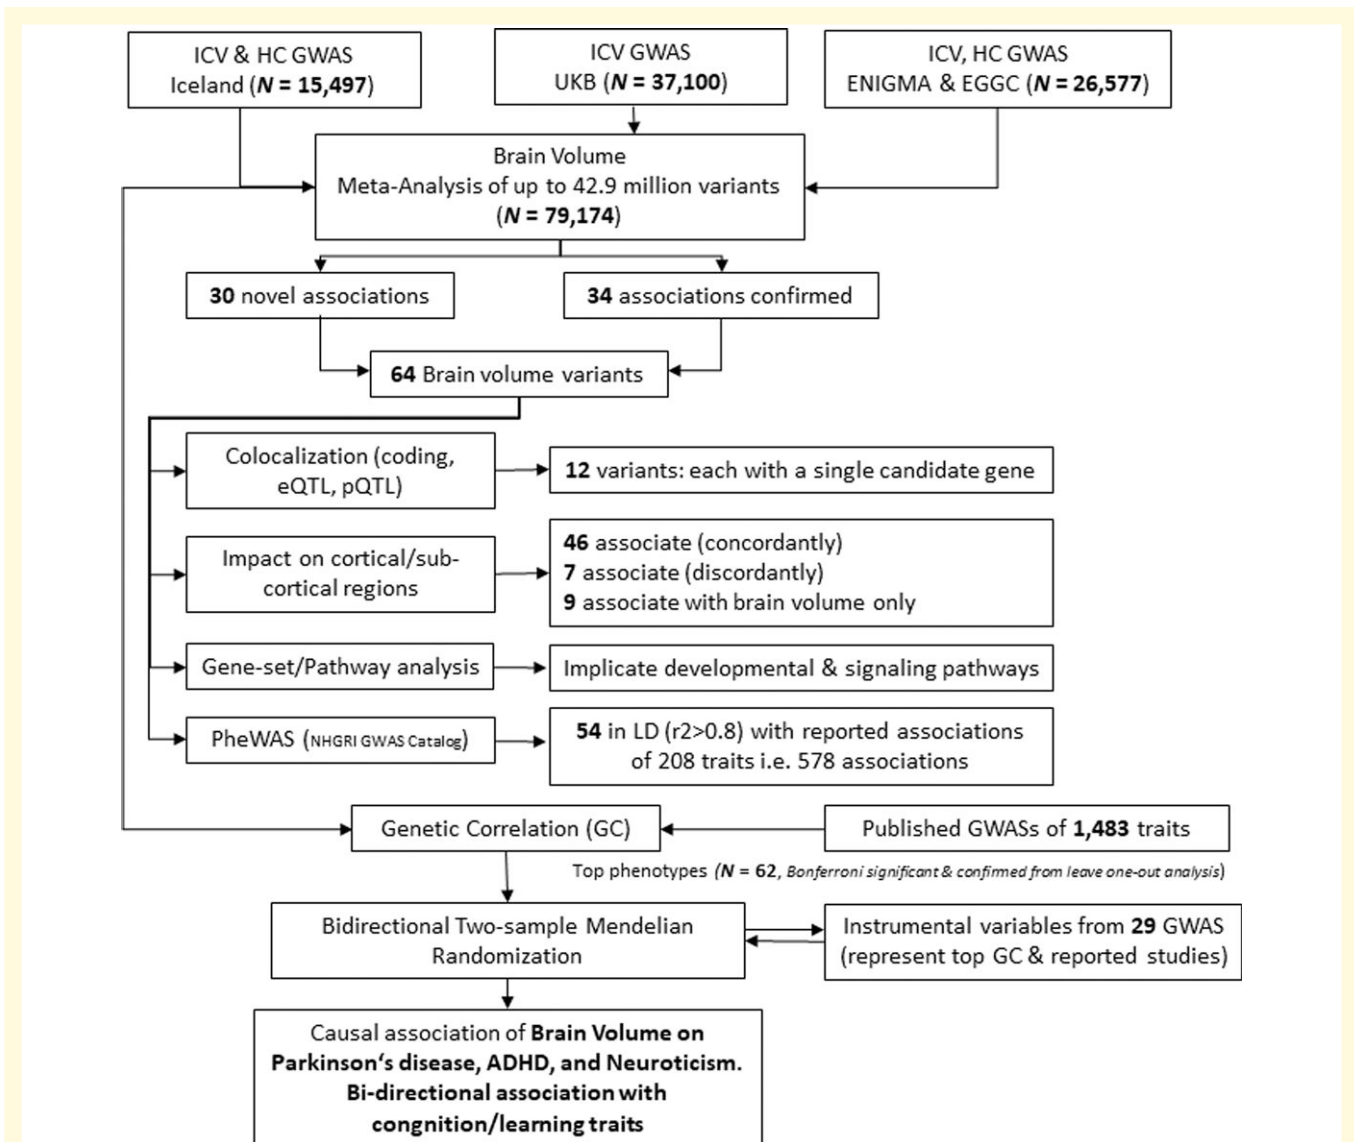 ICV & HC GWAS
Iceland (N = 15,497)
ICV GWAS
UKB (N = 37,100)
ICV, HC GWAS
ENIGMA & EGGC (N = 26,577)
Brain Volume
Meta-Analysis of up to 42.9 million variants
(N = 79,174)
30 novel associations
34 associations confirmed
64 Brain volume variants
Colocalization (coding,
eQTL, pQTL)
12 variants: each with a single candidate gene
Impact on cortical/sub-
cortical regions
46 associate (concordantly)
7 associate (discordantly)
9 associate with brain volume only
Gene-set/Pathway analysis
Implicate developmental & signaling pathways
PheWAS (NHGRI GWAS Catalog)
54 in LD (r2>0.8) with reported associations
of 208 traits i.e. 578 associations
Genetic Correlation (GC)
Published GWASs of 1,483 traits
Top phenotypes (N = 62, Bonferroni significant & confirmed from leave one-out analysis)
Bidirectional Two-sample Mendelian
Randomization
Instrumental variables from 29 GWAS
(represent top GC & reported studies)
Causal association of Brain Volume on
Parkinson‘s disease, ADHD, and Neuroticism.
Bi-directional association with
congnition/learning traits